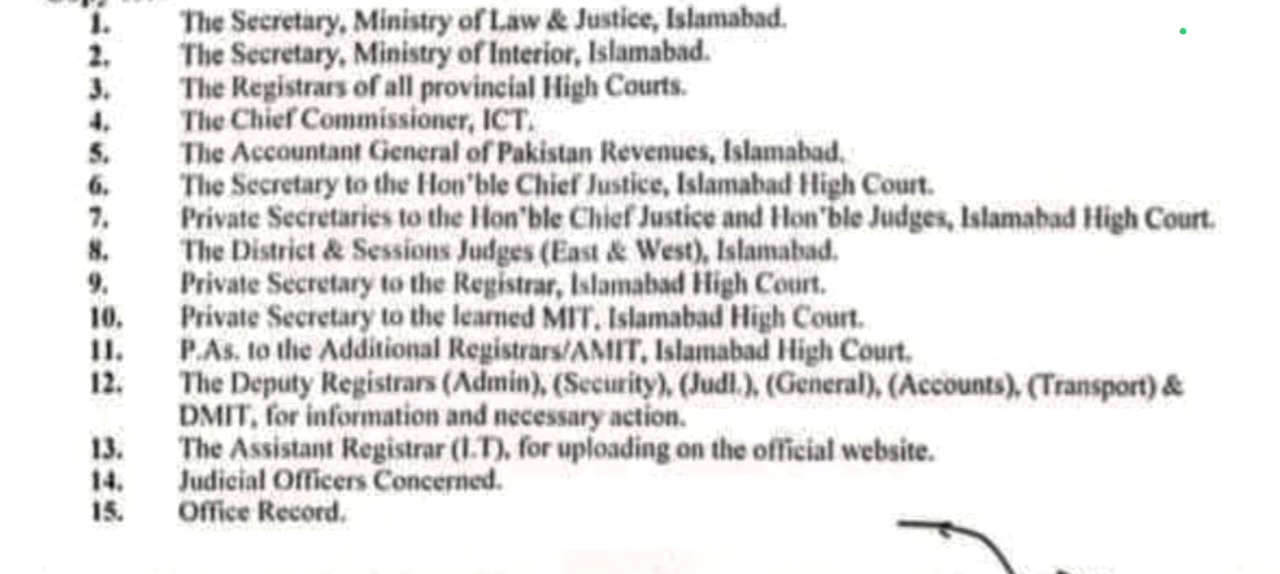 1. The Secretary, Ministry of Law & Justice, Islamabad.
2. The Secretary, Ministry of Interior, Islamabad.
3. The Registrars of all provincial High Courts.
4. The Chief Commissioner, ICT.
5. The Accountant General of Pakistan Revenues, Islamabad.
6. The Secretary to the Hon'ble Chief Justice, Islamabad High Court.
7. Private Secretaries to the Hon'ble Chief Justice and Hon'ble Judges, Islamabad High Court.
8. The District & Sessions Judges (East & West), Islamabad.
9. Private Secretary to the Registrar, Islamabad High Court.
10. Private Secretary to the learned MIT, Islamabad High Court.
11. P.As. to the Additional Registrars/AMIT, Islamabad High Court.
12. The Deputy Registrars (Admin), (Security), (Judl.), (General), (Accounts), (Transport) &
DMIT, for information and necessary action.
13. The Assistant Registrar (I.T), for uploading on the official website.
14. Judicial Officers Concerned.
15. Office Record.